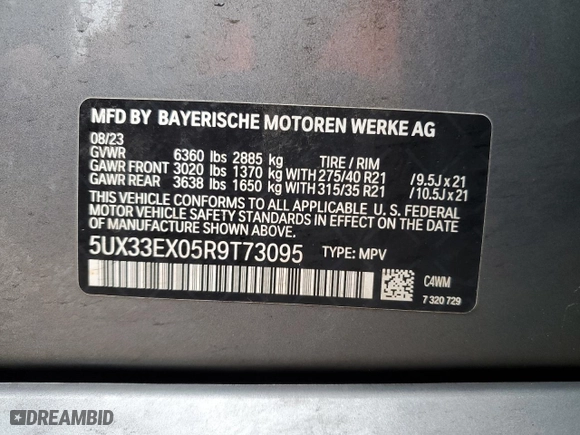 MFD BY BAYERISCHE MOTOREN WERKE AG
08/23
GVWR 6360 lbs 2885 kg TIRE / RIM
GAWR FRONT 3020 lbs 1370 kg WITH 275/40 R21 /9.5J x 21
GAWR REAR 3638 lbs 1650 kg WITH 315/35 R21 /10.5J x 21
THIS VEHICLE CONFORMS TO ALL APPLICABLE U. S. FEDERAL
MOTOR VEHICLE SAFETY STANDARDS IN EFFECT ON THE DATE
OF MANUFACTURE SHOWN ABOVE.
5UX33EX05R9T73095 TYPE: MPV
C4WM
7 320 729
DREAMBID